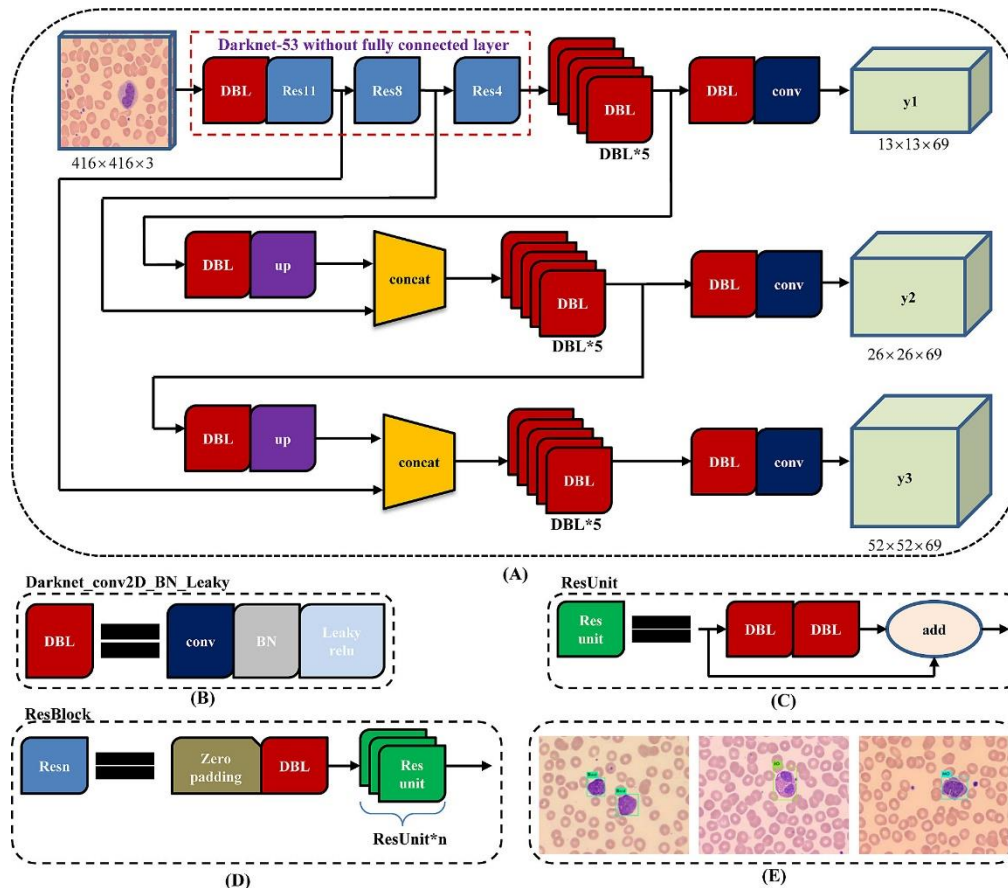 Darknet-53 without fully connected layer
DBL
Res11
Res8
Res4
DBL
DBL*5
DBL
conv
y1
416×416×3
13×13×69
DBL
up
concat
DBL
DBL*5
DBL
conv
y2
26×26×69
DBL
up
concat
DBL
DBL*5
DBL
conv
y3
52×52×69
(A)
Darknet_conv2D_BN_Leaky
DBL
conv
BN
Leaky
relu
(B)
ResUnit
Res
unit
DBL
DBL
add
(C)
ResBlock
Resn
Zero
padding
DBL
Res
unit
ResUnit*n
(D)
(E)